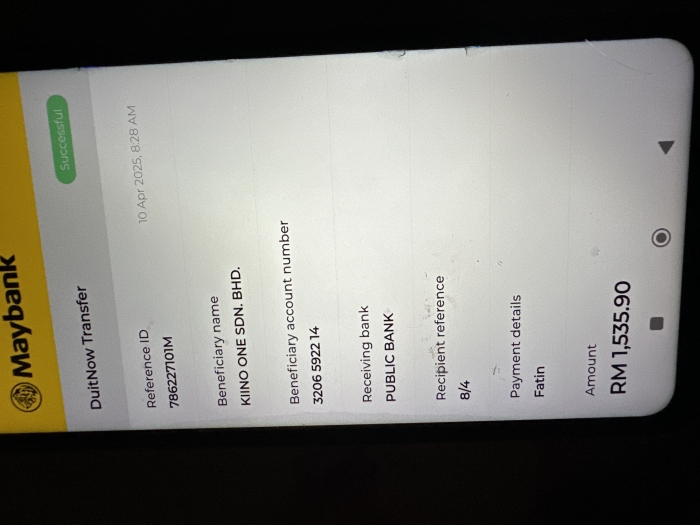 Maybank
DuitNow Transfer
Successful
Reference ID
786227101M
10 Apr 2025, 8:28 AM
Beneficiary name
KIINO ONE SDN. BHD.
Beneficiary account number
3206 5922 14
Receiving bank
PUBLIC BANK
Recipient reference
8/4
Payment details
Fatin
Amount
RM 1,535.90